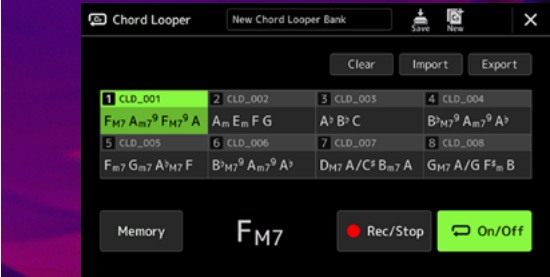 Chord Looper
New Chord Looper Bank
Save
New
Clear
Import
Export
1 CLD_001
2 CLD_002
3 CLD_003
4 CLD_004
FM7 Am7⁹ FM7⁹ A
Am Em F G
A♭ B♭ C
B♭M7⁹ Am7⁹ A♭
5 CLD_005
6 CLD_006
7 CLD_007
8 CLD_008
Fm7 Gm7 A♭M7 F
B♭M7⁹ Am7⁹ A♭
DM7 A/C♯ Bm7 A
GM7 A/G F♯m B
Memory
FM7
Rec/Stop
On/Off